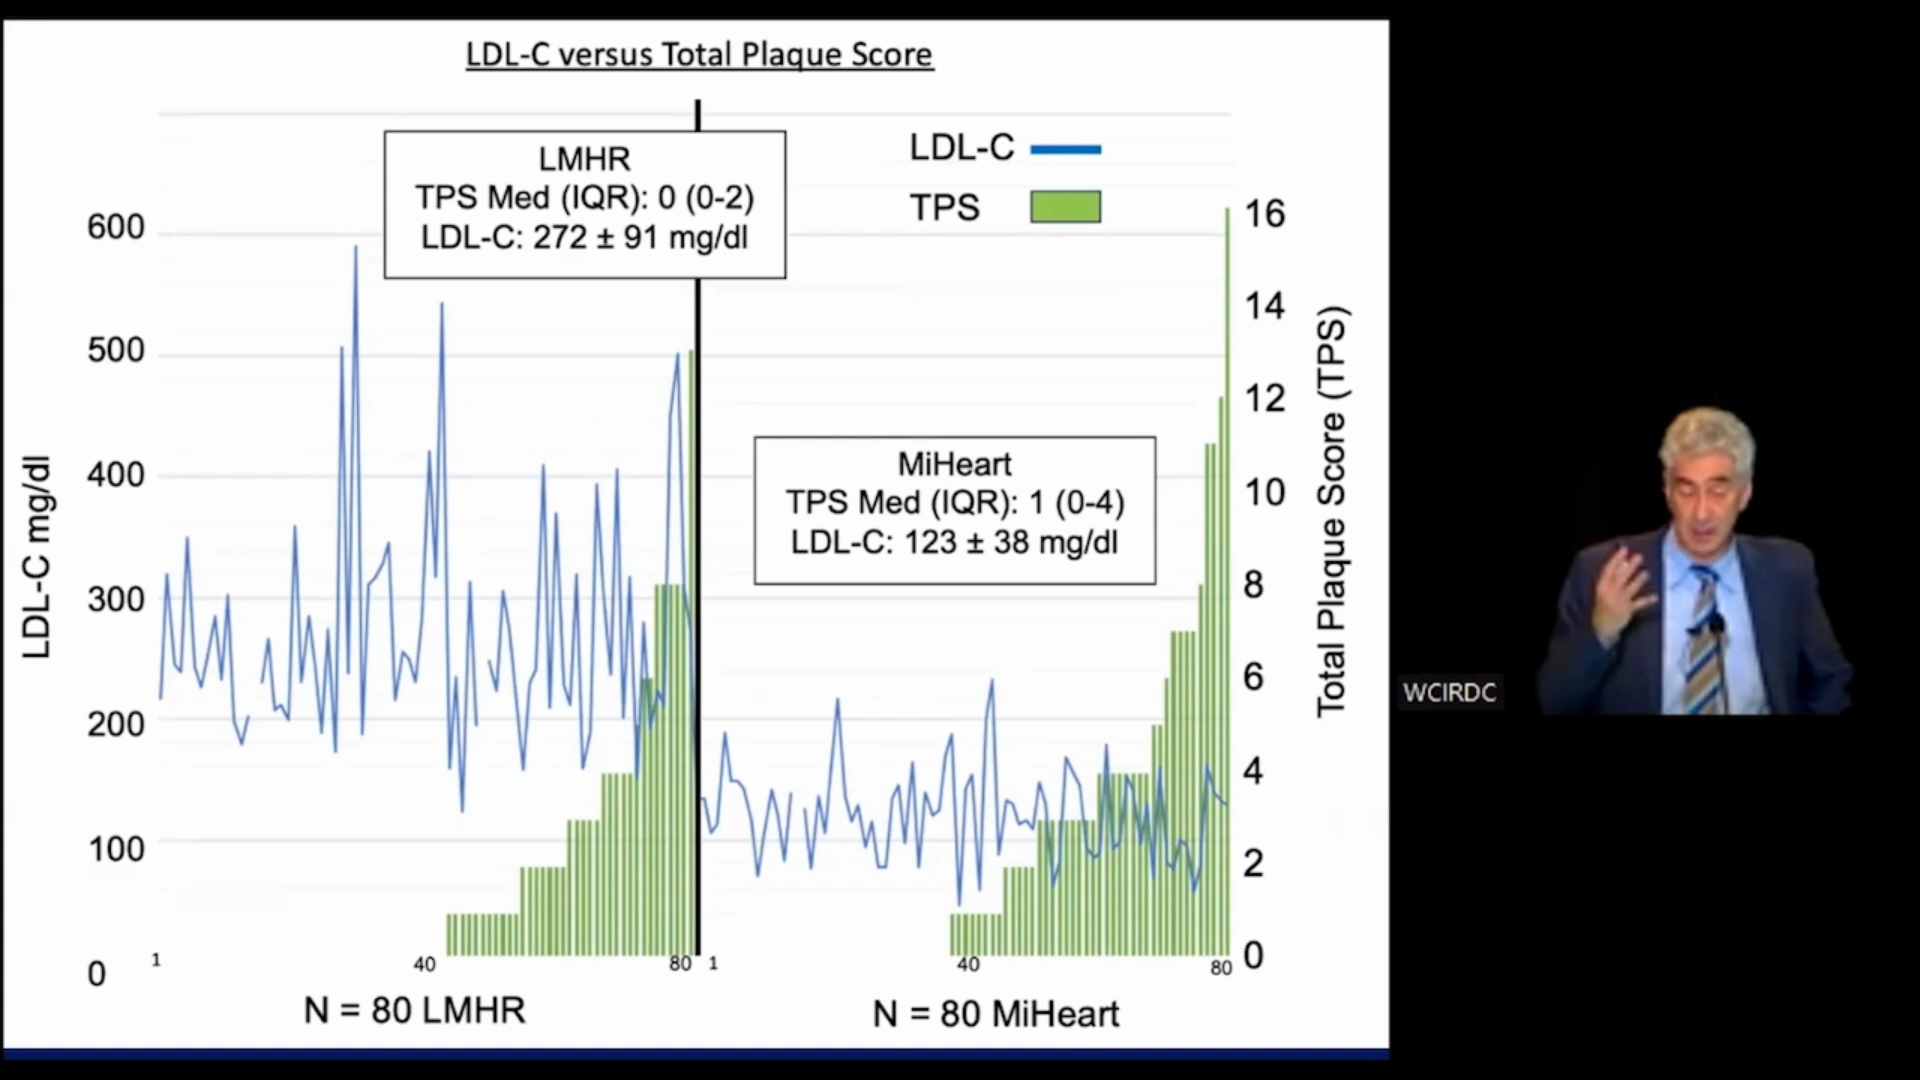 LDL-C versus Total Plaque Score
LMHR
TPS Med (IQR): 0 (0-2)
LDL-C: 272 ± 91 mg/dl
LDL-C
TPS
MiHeart
TPS Med (IQR): 1 (0-4)
LDL-C: 123 ± 38 mg/dl
LDL-C mg/dl
600
500
400
300
200
100
0
16
14
12
10
8
6
4
2
0
Total Plaque Score (TPS)
1
40
80
1
40
80
N = 80 LMHR
N = 80 MiHeart
WCIRDC